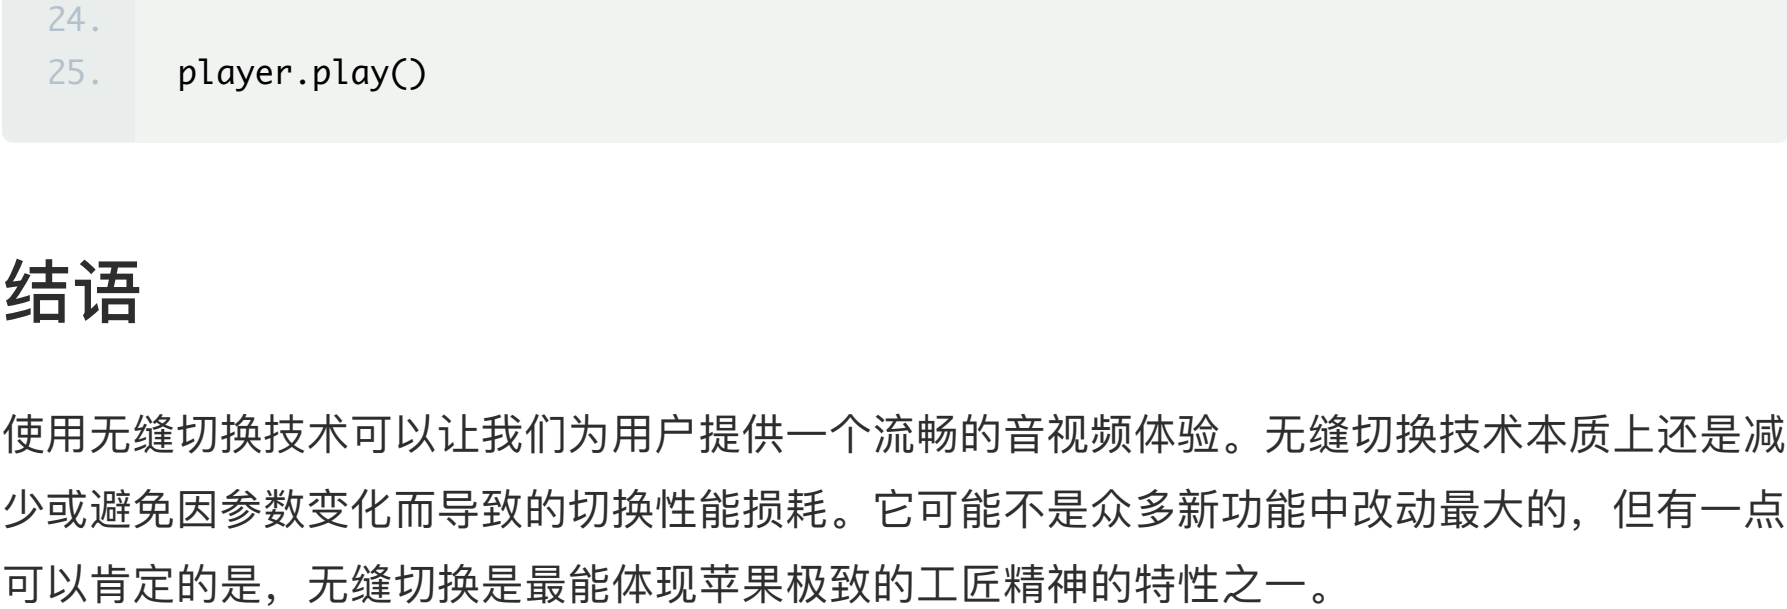 24.
25. player.play()
结语
使用无缝切换技术可以让我们为用户提供一个流畅的音视频体验。无缝切换技术本质上还是减
少或避免因参数变化而导致的切换性能损耗。它可能不是众多新功能中改动最大的，但有一点
可以肯定的是，无缝切换是最能体现苹果极致的工匠精神的特性之一。